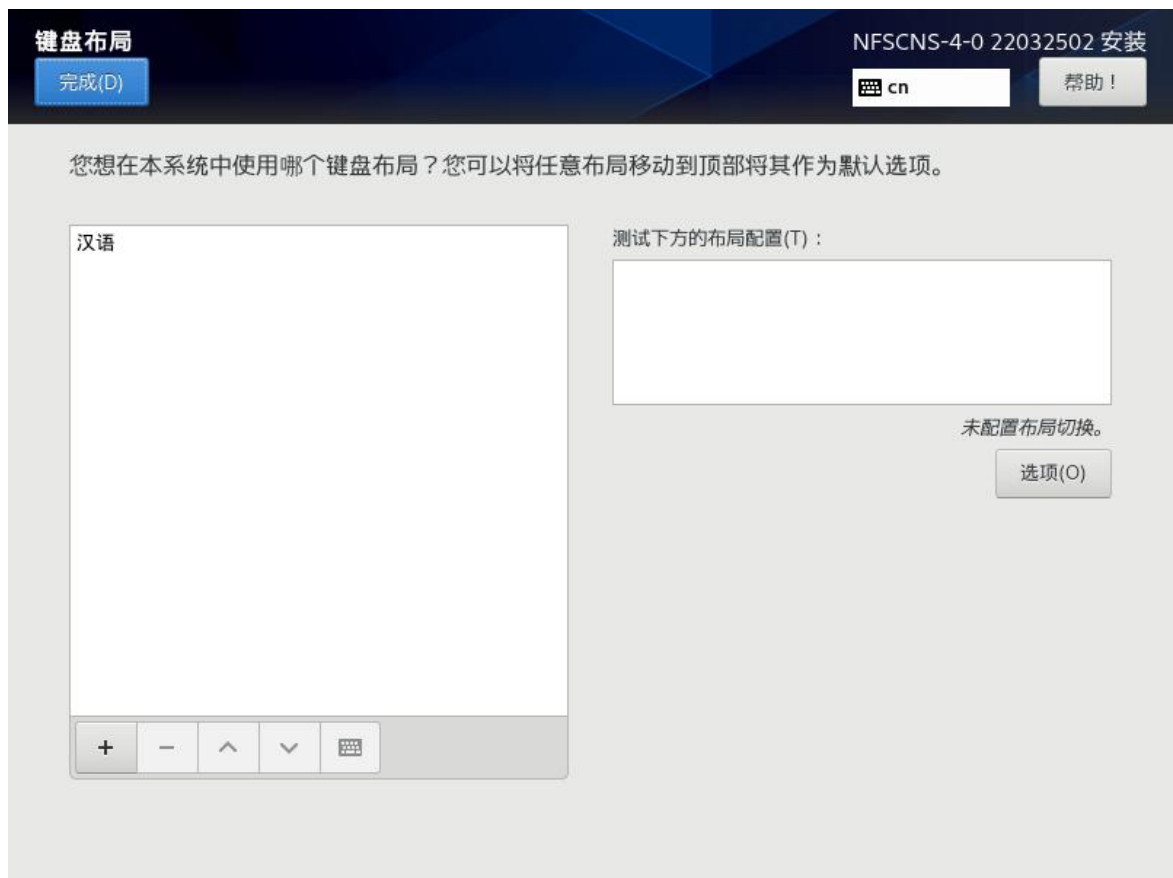 键盘布局
NFSCNS-4-0 22032502 安装
完成(D)
cn
帮助！
您想在本系统中使用哪个键盘布局？您可以将任意布局移动到顶部将其作为默认选项。
汉语
测试下方的布局配置(T)：
未配置布局切换。
选项(O)